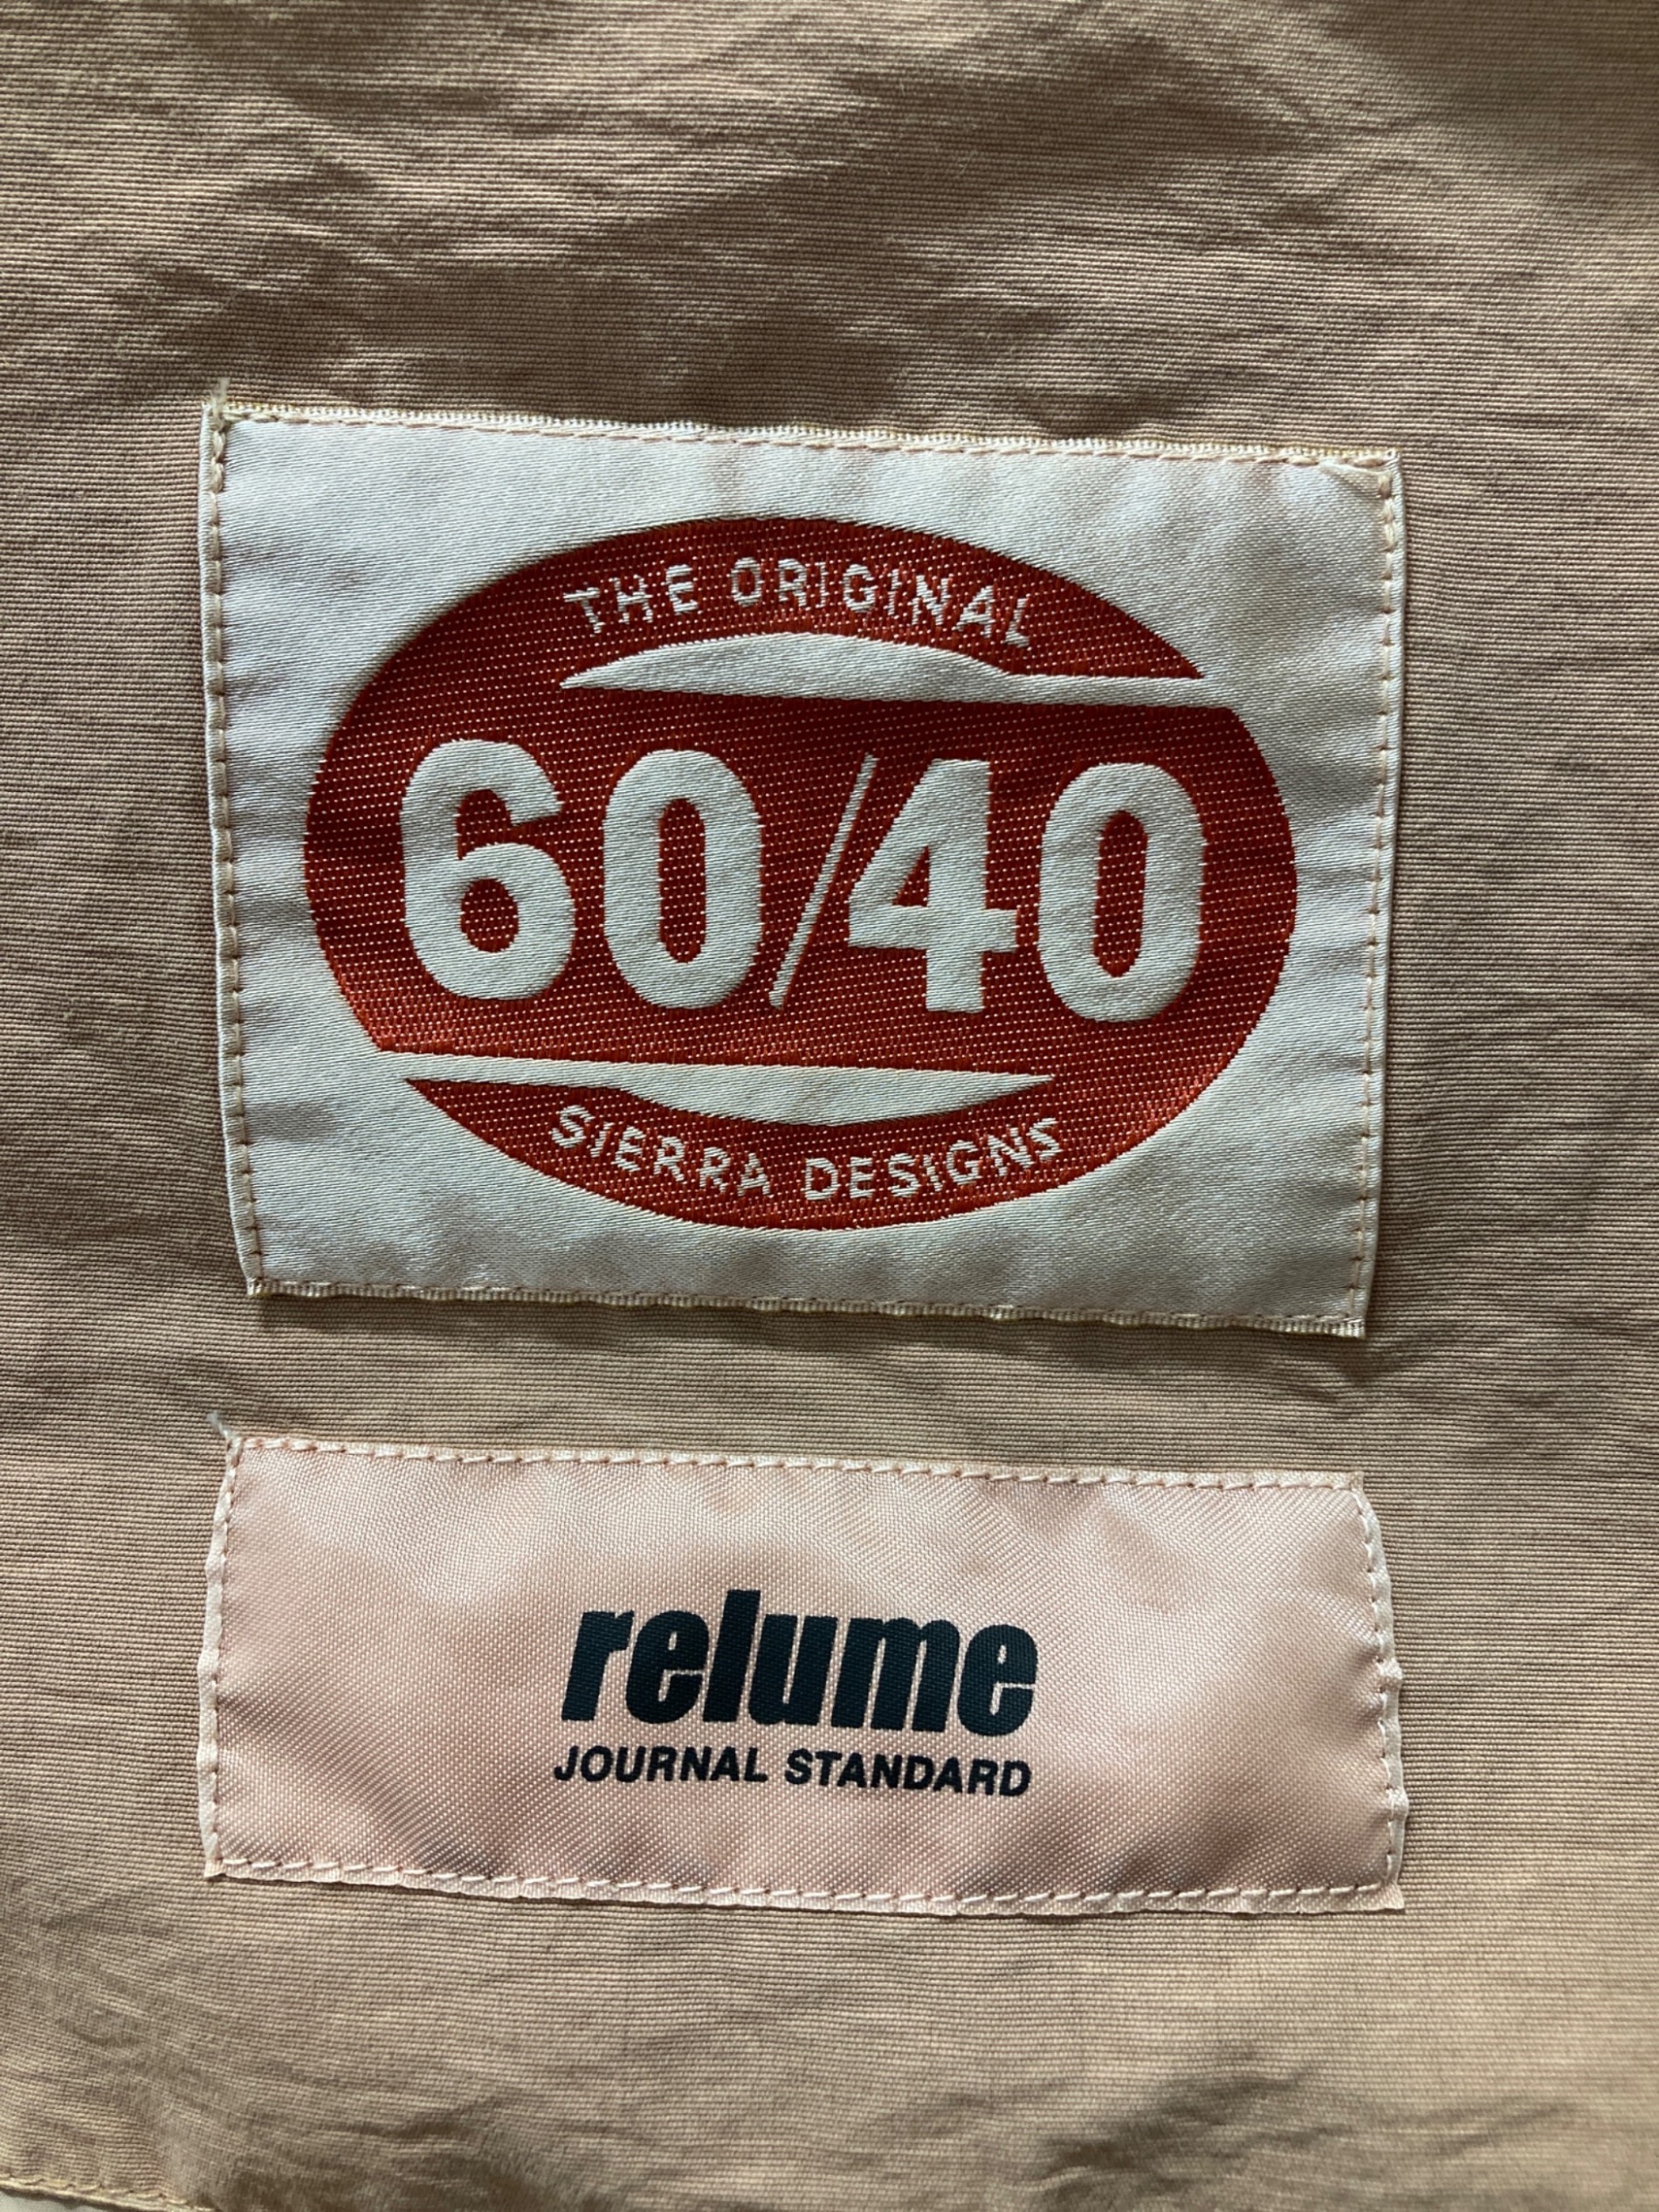 THE ORIGINAL
60/40
SIERRA DESIGNS
relume
JOURNAL STANDARD